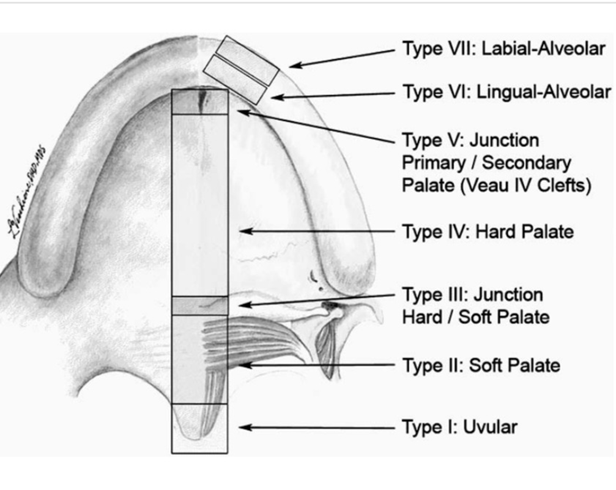 Type VII: Labial-Alveolar
Type VI: Lingual-Alveolar
Type V: Junction
Primary / Secondary
Palate (Veau IV Clefts)
Type IV: Hard Palate
Type III: Junction
Hard / Soft Palate
Type II: Soft Palate
Type I: Uvular